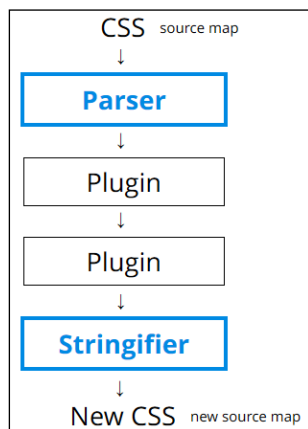 CSS source map
↓
Parser
↓
Plugin
↓
Plugin
↓
Stringifier
↓
New CSS new source map